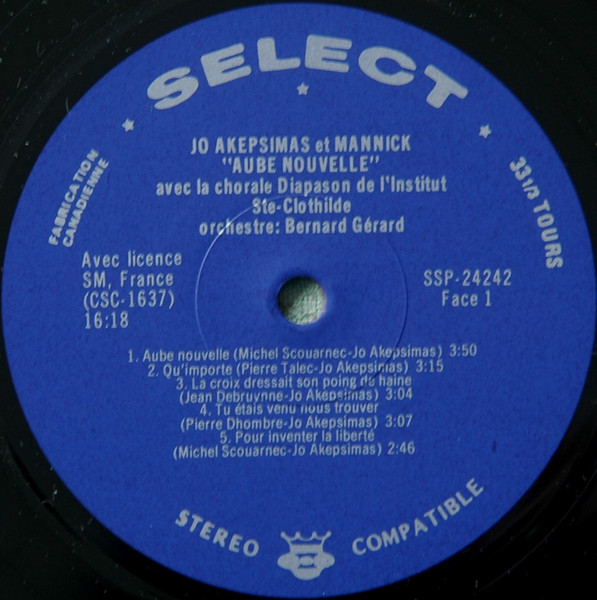 SELECT
JO AKEPSIMAS et MANNICK
"AUBE NOUVELLE"
avec la chorale Diapason de l'Institut
Ste-Clothilde
orchestre: Bernard Gérard
FABRICATION
CANADIENNE
33 1/3 TOURS
Avec licence
SM, France
(CSC-1637)
16:18
SSP-24242
Face 1
1. Aube nouvelle (Michel Scouarnec-Jo Akepsimas) 3:50
2. Qu'importe (Pierre Talec-Jo Akepsimas) 3:15
3. La croix dressait son poing de haine
(Jean Debruynne-Jo Akepsimas) 3:04
4. Tu étais venu nous trouver
(Pierre Dhombre-Jo Akepsimas) 3:07
5. Pour inventer la liberté
(Michel Scouarnec-Jo Akepsimas) 2:46
STEREO COMPATIBLE